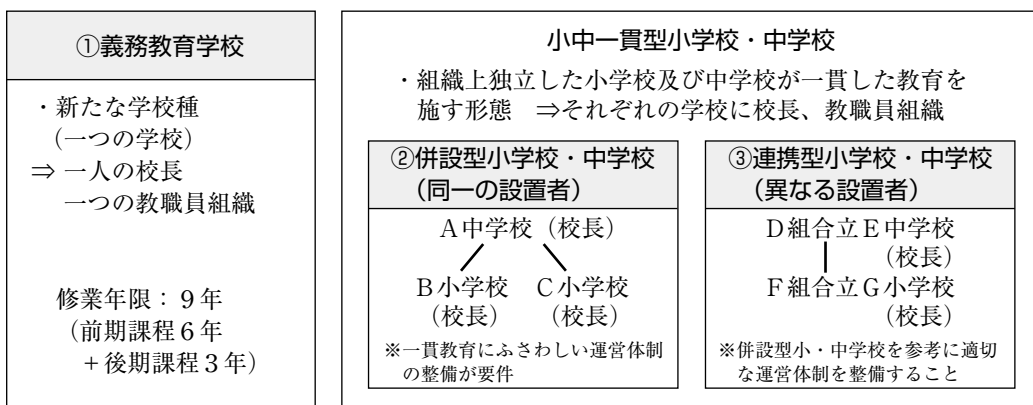 ①義務教育学校
・新たな学校種
(一つの学校)
⇒ 一人の校長
一つの教職員組織
修業年限：９年
(前期課程６年
＋後期課程３年)
小中一貫型小学校・中学校
・組織上独立した小学校及び中学校が一貫した教育を
施す形態　⇒それぞれの学校に校長、教職員組織
②併設型小学校・中学校
(同一の設置者)
Ａ中学校（校長）
Ｂ小学校　Ｃ小学校
(校長)　(校長)
※一貫教育にふさわしい運営体制
の整備が要件
③連携型小学校・中学校
(異なる設置者)
Ｄ組合立Ｅ中学校
(校長)
Ｆ組合立Ｇ小学校
(校長)
※併設型小・中学校を参考に適切
な運営体制を整備すること